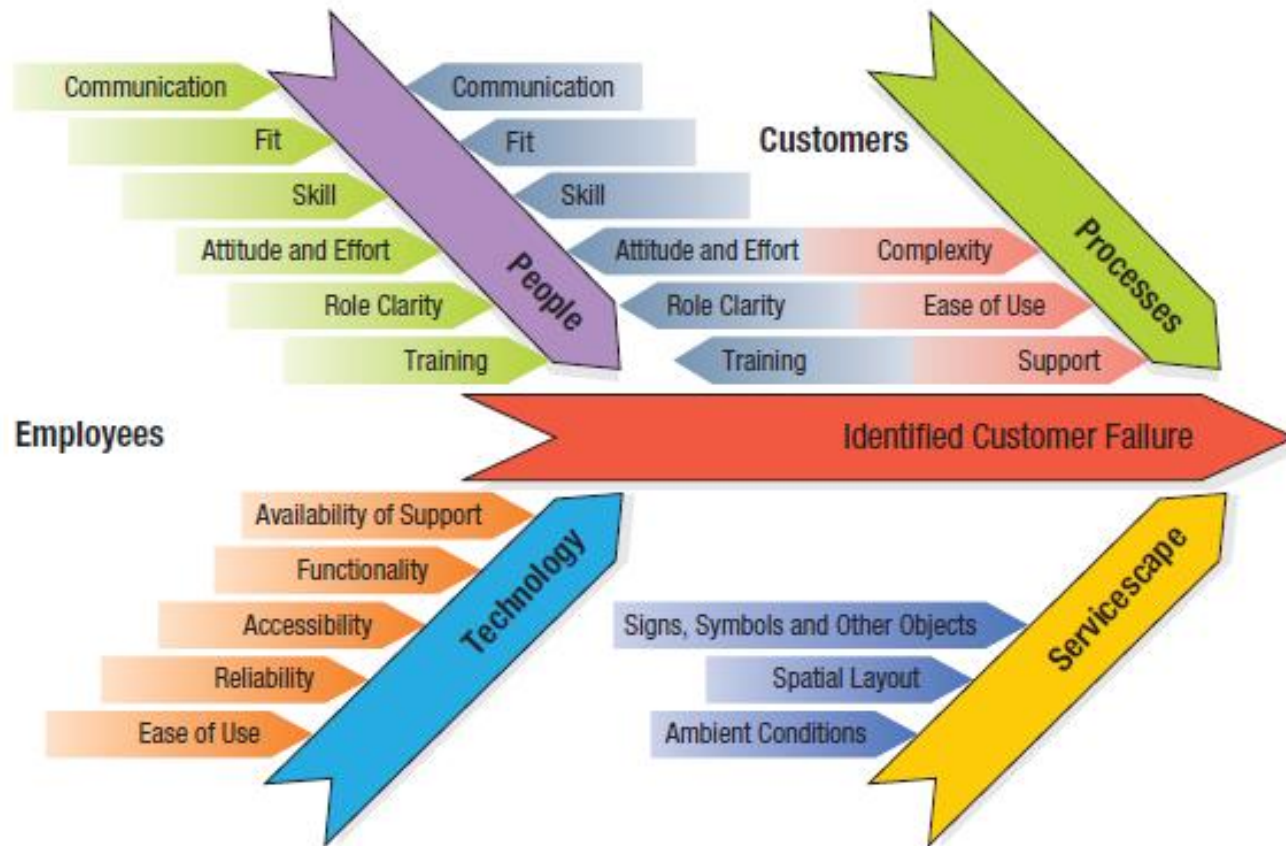 Communication
Communication
Fit
Fit
Customers
Skill
Skill
Attitude and Effort
Attitude and Effort
Complexity
Role Clarity
Role Clarity
Ease of Use
Training
Training
Support
People
Processes
Employees
Identified Customer Failure
Availability of Support
Functionality
Accessibility
Reliability
Ease of Use
Technology
Signs, Symbols and Other Objects
Spatial Layout
Ambient Conditions
Servicescape